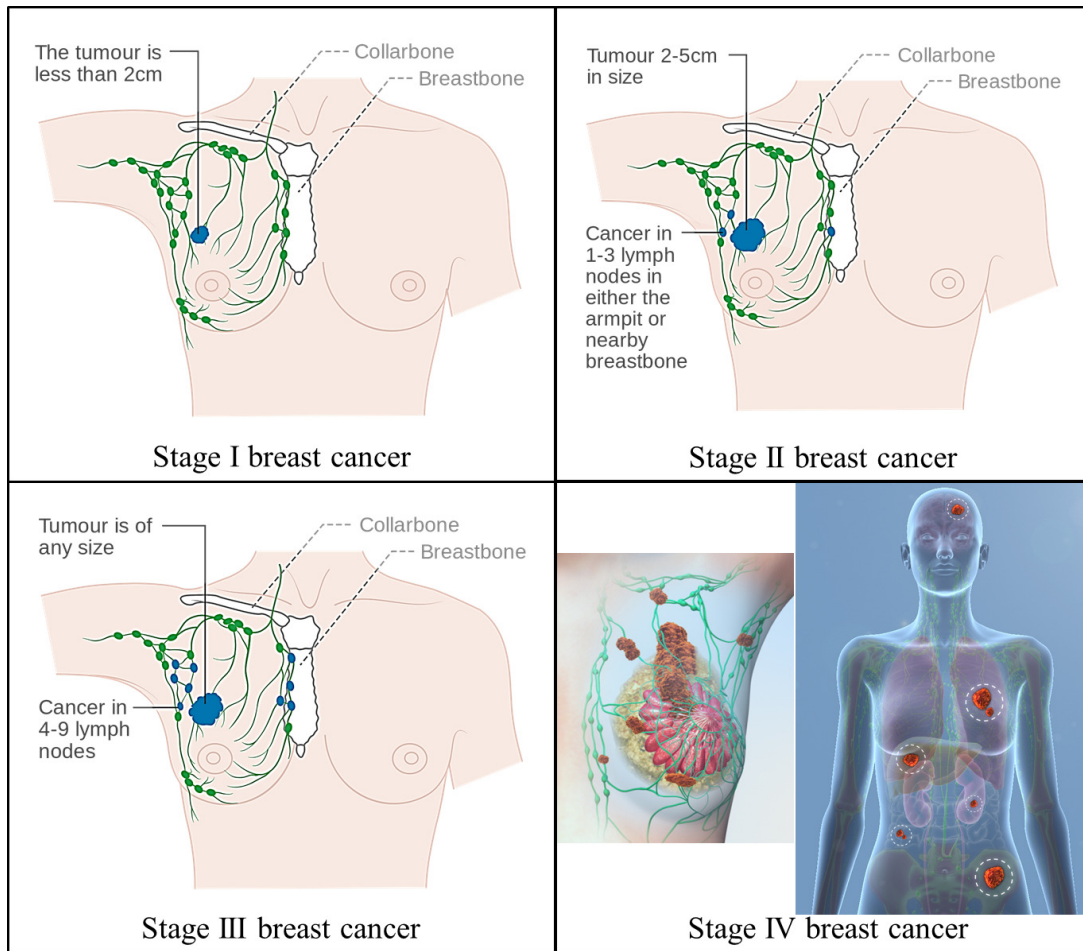 The tumour is
less than 2cm
Collarbone
Breastbone
Stage I breast cancer
Tumour 2-5cm
in size
Collarbone
Breastbone
Cancer in
1-3 lymph
nodes in
either the
armpit or
nearby
breastbone
Stage II breast cancer
Tumour is of
any size
Collarbone
Breastbone
Cancer in
4-9 lymph
nodes
Stage III breast cancer
Stage IV breast cancer